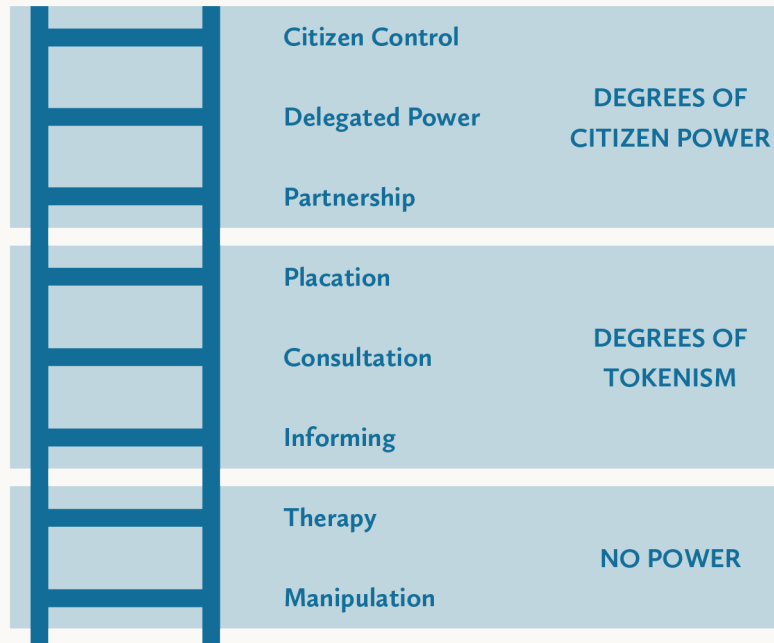 Citizen Control
Delegated Power
Partnership
DEGREES OF
CITIZEN POWER
Placation
Consultation
Informing
DEGREES OF
TOKENISM
Therapy
Manipulation
NO POWER